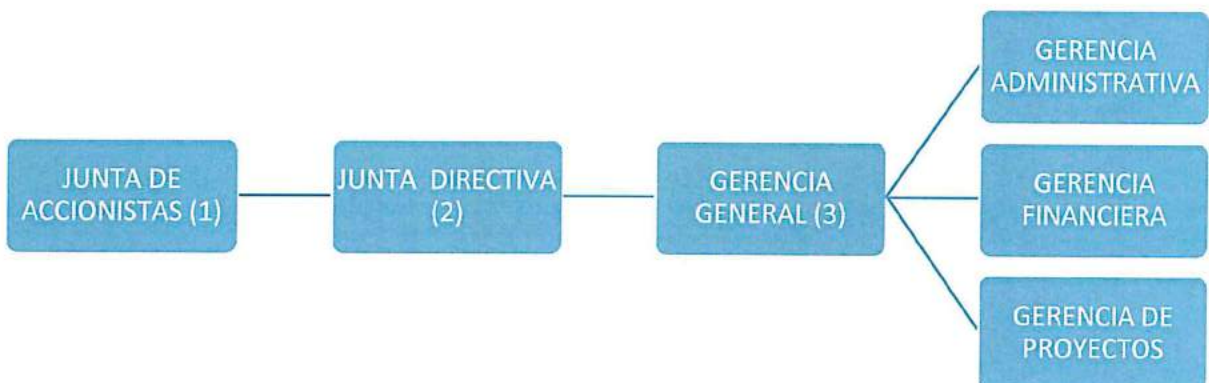 JUNTA DE
ACCIONISTAS (1)
JUNTA DIRECTIVA
(2)
GERENCIA
GENERAL (3)
GERENCIA
ADMINISTRATIVA
GERENCIA
FINANCIERA
GERENCIA DE
PROYECTOS